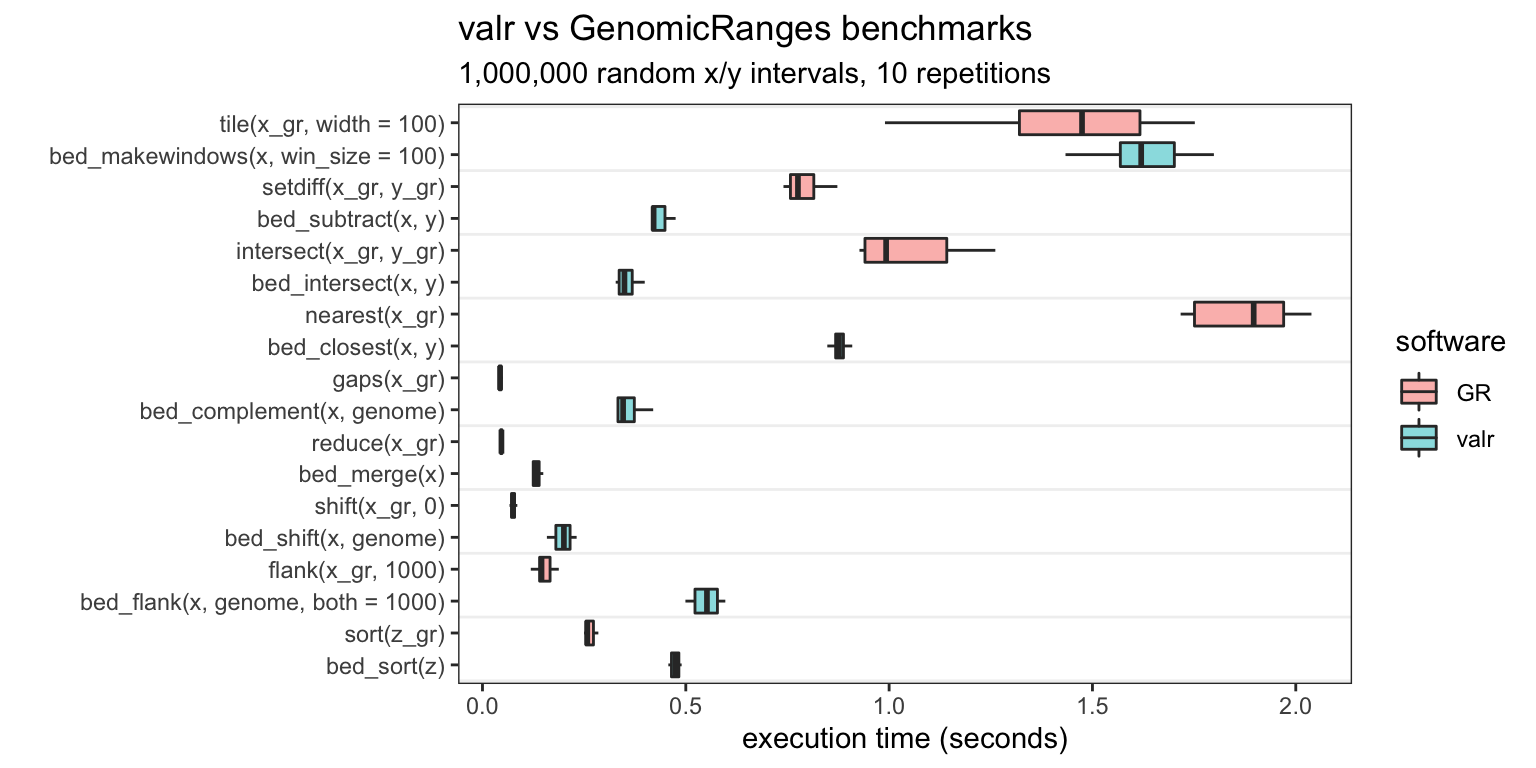 valr vs GenomicRanges benchmarks
1,000,000 random x/y intervals, 10 repetitions
tile(x_gr, width = 100)
bed_makewindows(x, win_size = 100)
setdiff(x_gr, y_gr)
bed_subtract(x, y)
intersect(x_gr, y_gr)
bed_intersect(x, y)
nearest(x_gr)
bed_closest(x, y)
gaps(x_gr)
bed_complement(x, genome)
reduce(x_gr)
bed_merge(x)
shift(x_gr, 0)
bed_shift(x, genome)
flank(x_gr, 1000)
bed_flank(x, genome, both = 1000)
sort(z_gr)
bed_sort(z)
0.0 0.5 1.0 1.5 2.0
execution time (seconds)
software
GR
valr